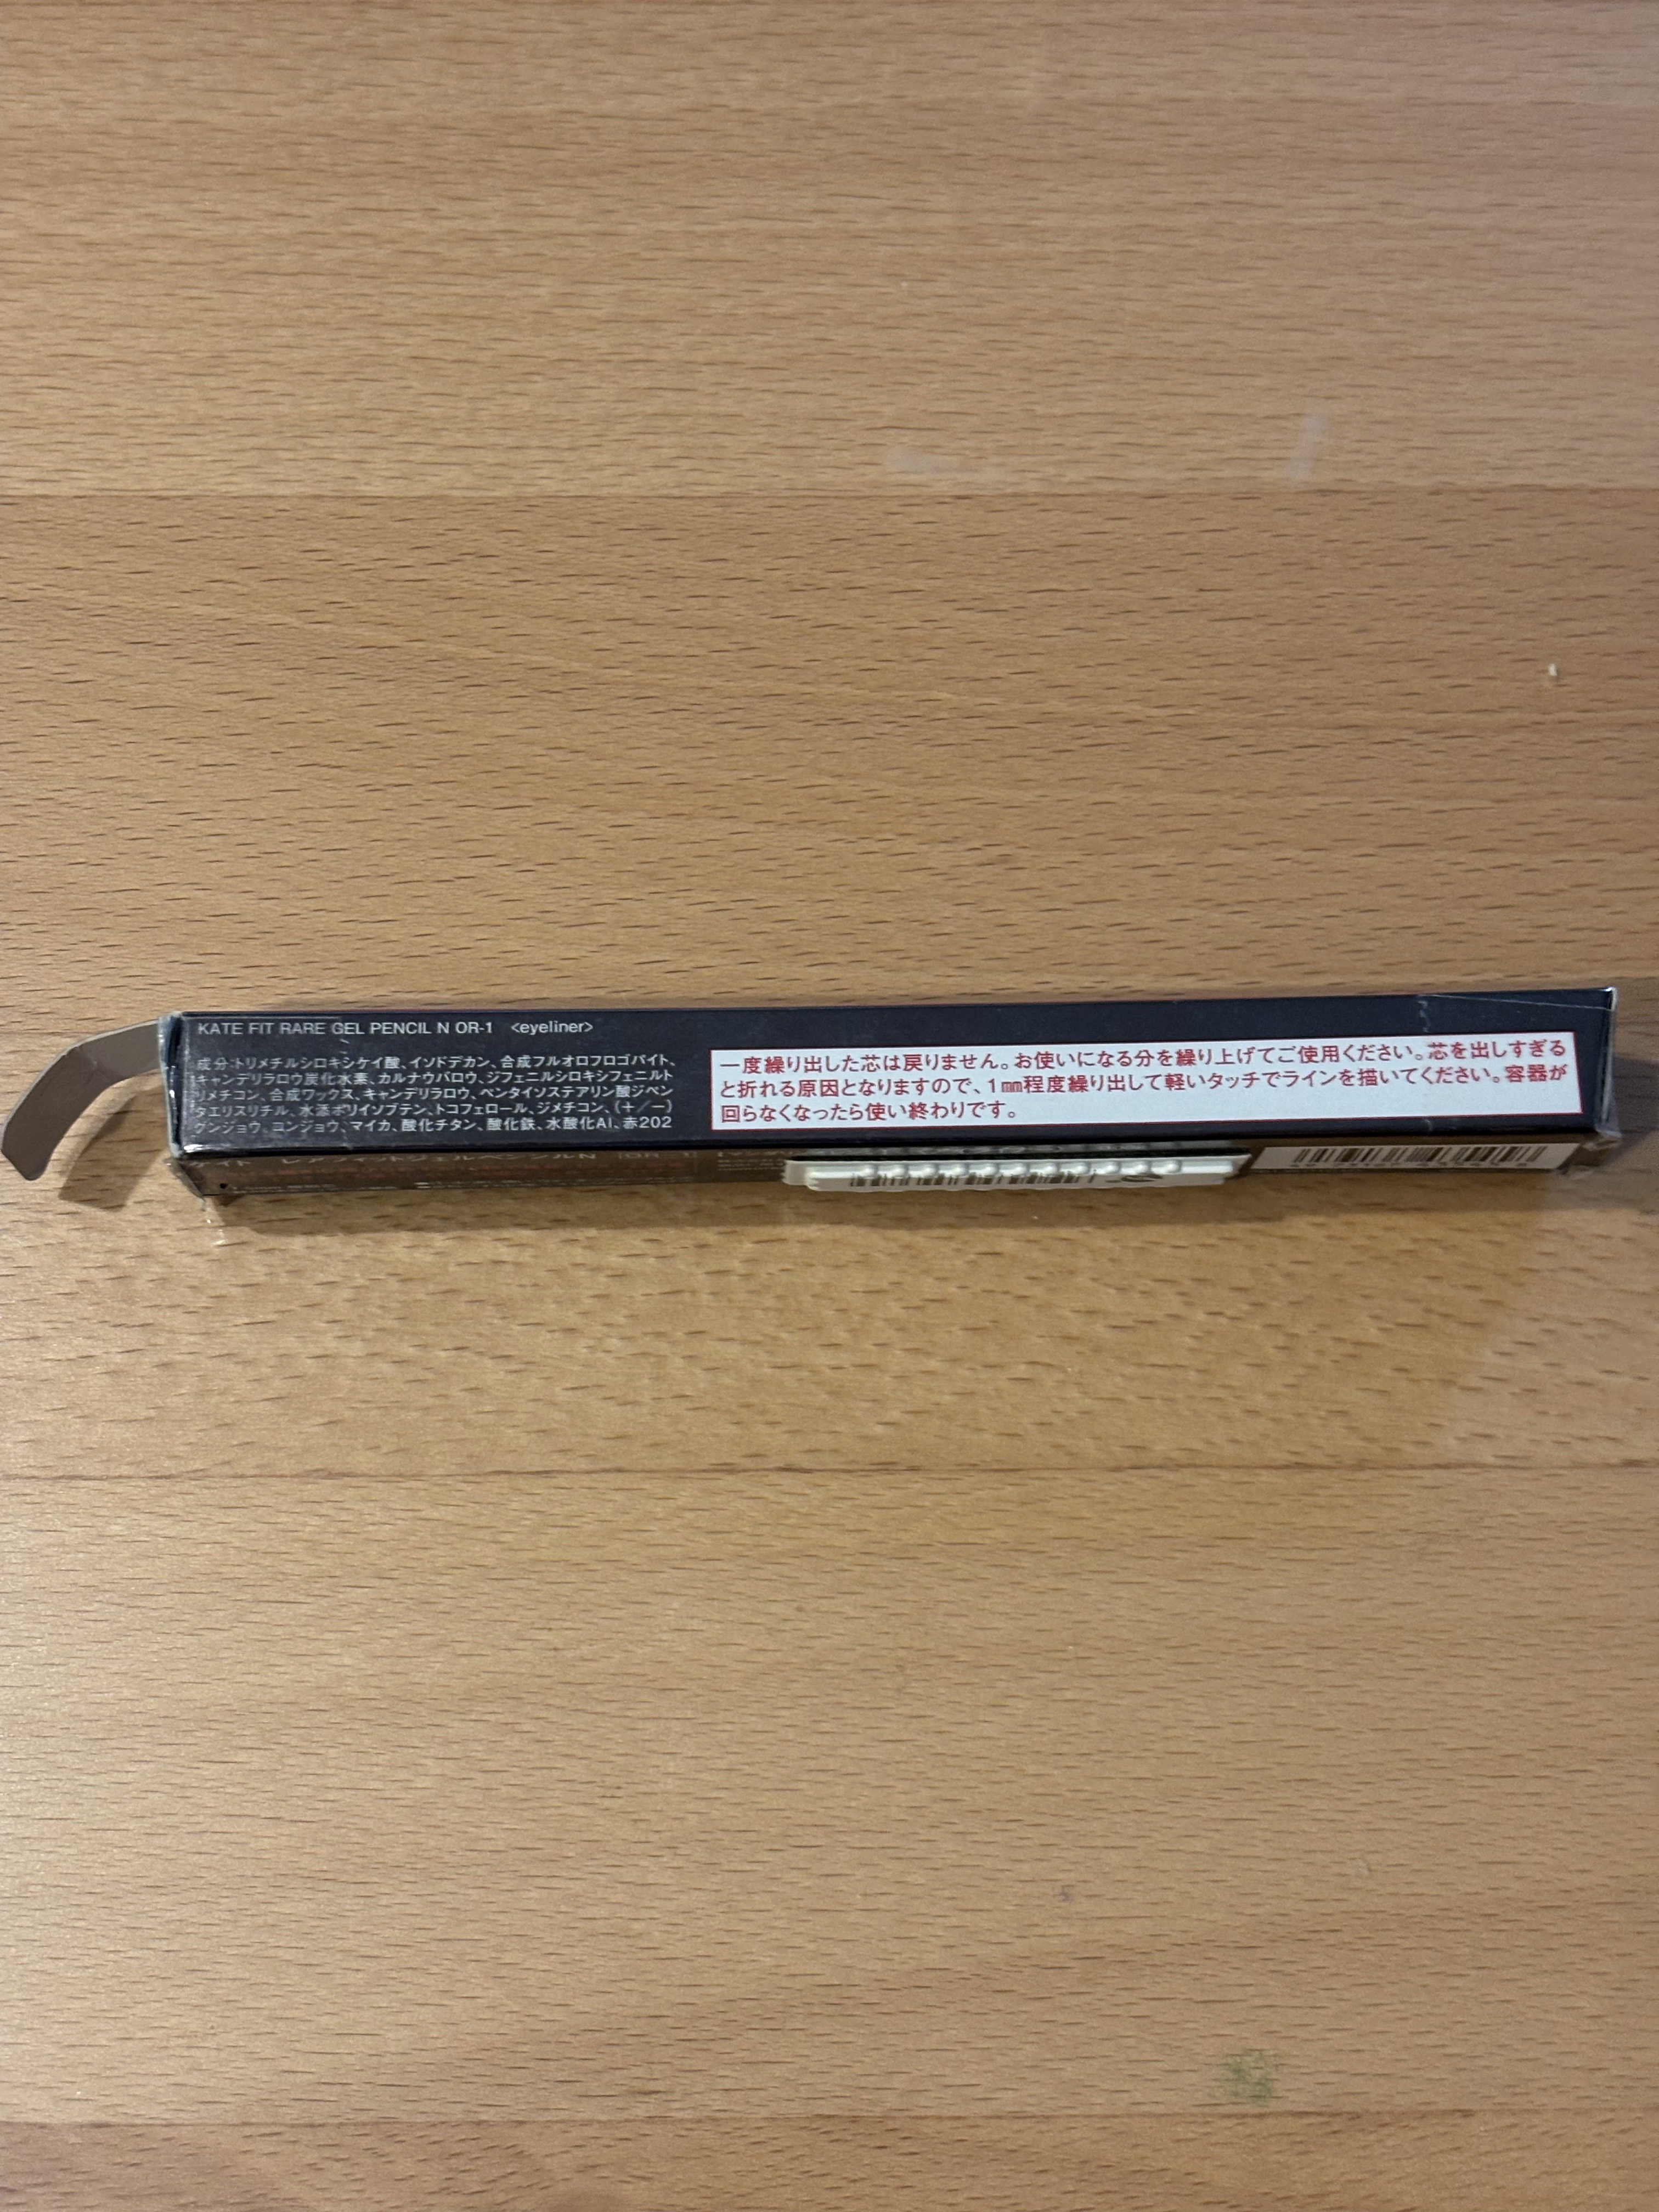 KATE FIT RARE GEL PENCIL N OR-1 <eyeliner>
成分:トリメチルシロキシケイ酸、イソドデカン、合成フルオロフロゴパイト、
キャンデリラロウ炭化水素、カルナウバロウ、ジフェニルシロキシフェニルト
リメチコン、合成ワックス、キャンデリラロウ、ペンタイソステアリン酸ジペン
タエリスリチル、水添ポリイソブテン、トコフェロール、ジメチコン、(+/−)
グンジョウ、コンジョウ、マイカ、酸化チタン、酸化鉄、水酸化Al、赤202
一度繰り出した芯は戻りません。お使いになる分を繰り上げてご使用ください。芯を出しすぎる
と折れる原因となりますので、1mm程度繰り出して軽いタッチでラインを描いてください。容器が
回らなくなったら使い終わりです。